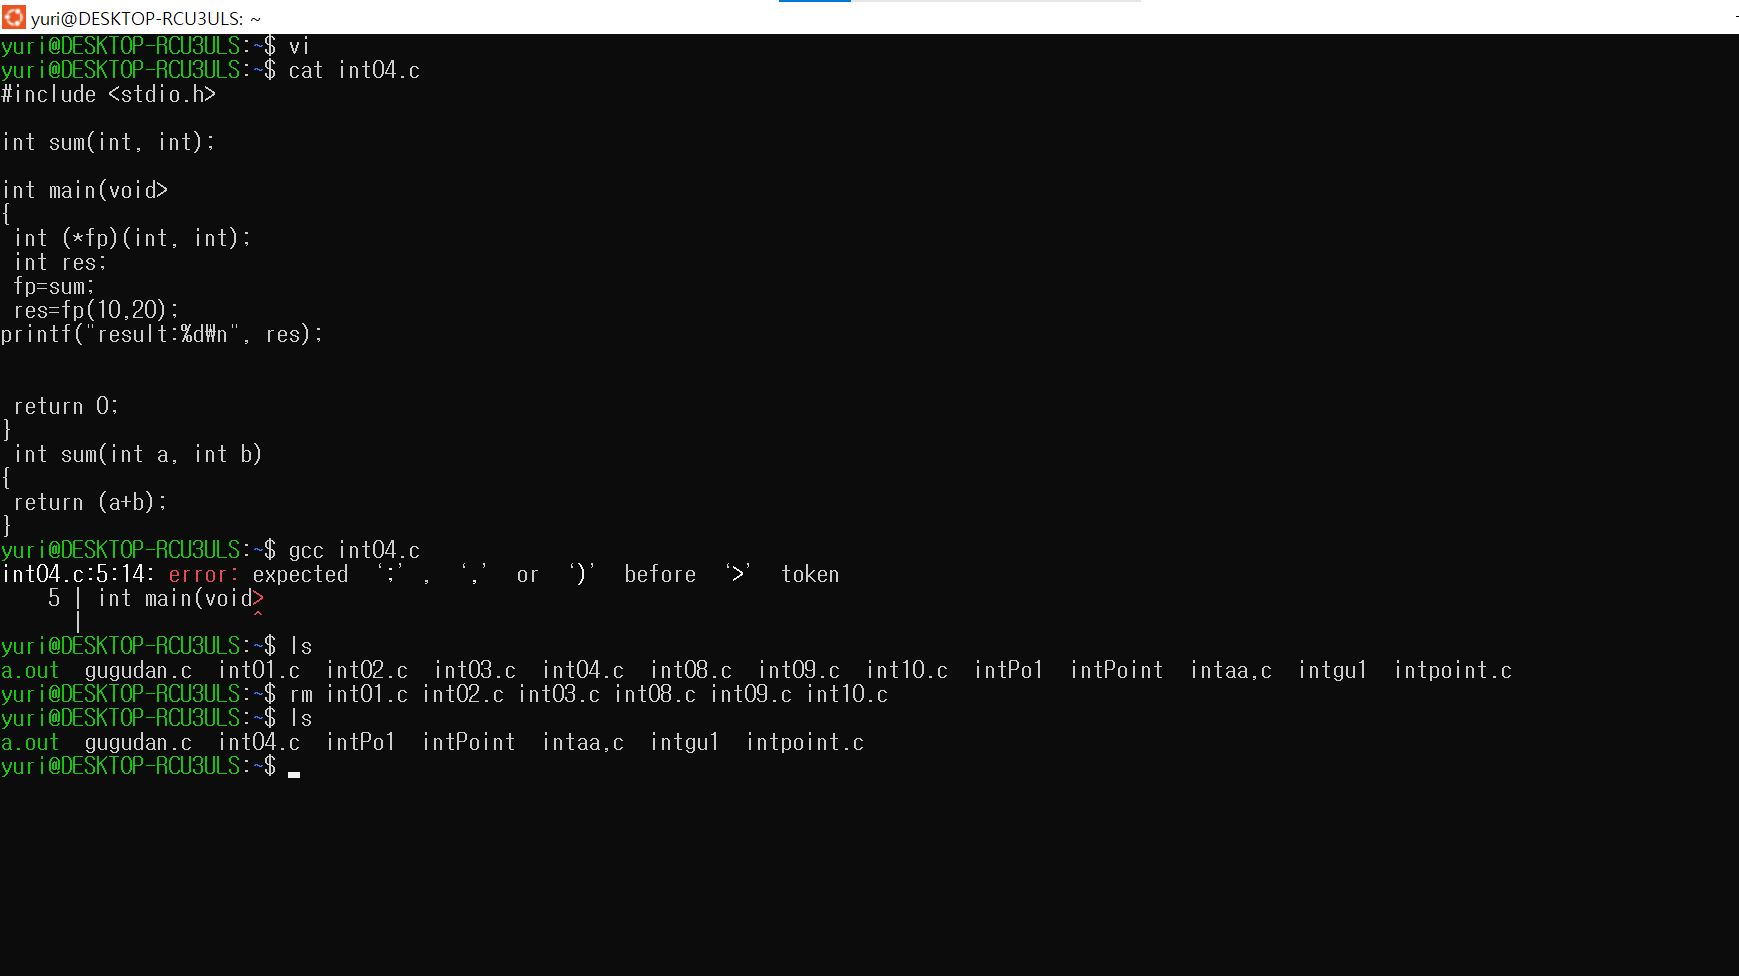 yuri@DESKTOP-RCU3ULS: ~
yuri@DESKTOP-RCU3ULS:~$ vi
yuri@DESKTOP-RCU3ULS:~$ cat int04.c
#include <stdio.h>
int sum(int, int);
int main(void>
{
 int (*fp)(int, int);
 int res;
 fp=sum;
 res=fp(10,20);
printf("result:%d₩n", res);
 return 0;
}
 int sum(int a, int b)
{
 return (a+b);
}
yuri@DESKTOP-RCU3ULS:~$ gcc int04.c
int04.c:5:14: error: expected ‘;’, ‘,’ or ‘)’ before ‘>’ token
    5 | int main(void>
      |              ^
yuri@DESKTOP-RCU3ULS:~$ ls
a.out  gugudan.c  int01.c  int02.c  int03.c  int04.c  int08.c  int09.c  int10.c  intPo1  intPoint  intaa,c  intgu1  intpoint.c
yuri@DESKTOP-RCU3ULS:~$ rm int01.c int02.c int03.c int08.c int09.c int10.c
yuri@DESKTOP-RCU3ULS:~$ ls
a.out  gugudan.c  int04.c  intPo1  intPoint  intaa,c  intgu1  intpoint.c
yuri@DESKTOP-RCU3ULS:~$